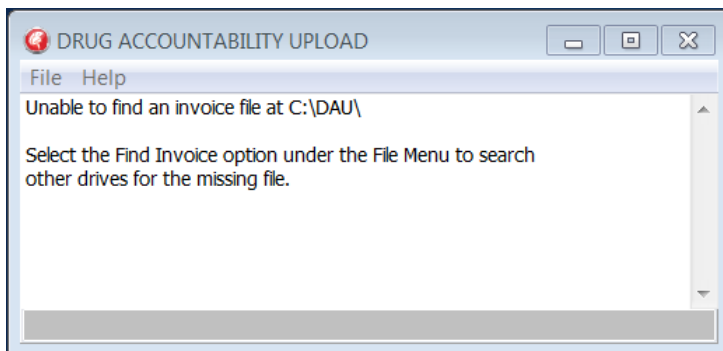 DRUG ACCOUNTABILITY UPLOAD
File Help
Unable to find an invoice file at C:\DAU\
Select the Find Invoice option under the File Menu to search
other drives for the missing file.